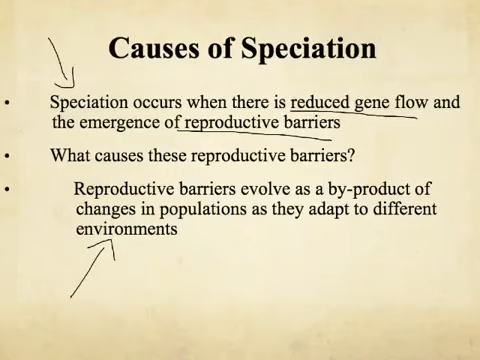 Causes of Speciation
• Speciation occurs when there is reduced gene flow and
the emergence of reproductive barriers
• What causes these reproductive barriers?
• Reproductive barriers evolve as a by-product of
changes in populations as they adapt to different
environments